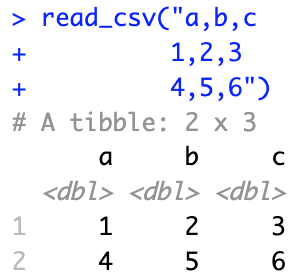 > read_csv("a,b,c
+          1,2,3
+          4,5,6")
# A tibble: 2 x 3
      a     b     c
  <dbl> <dbl> <dbl>
1     1     2     3
2     4     5     6